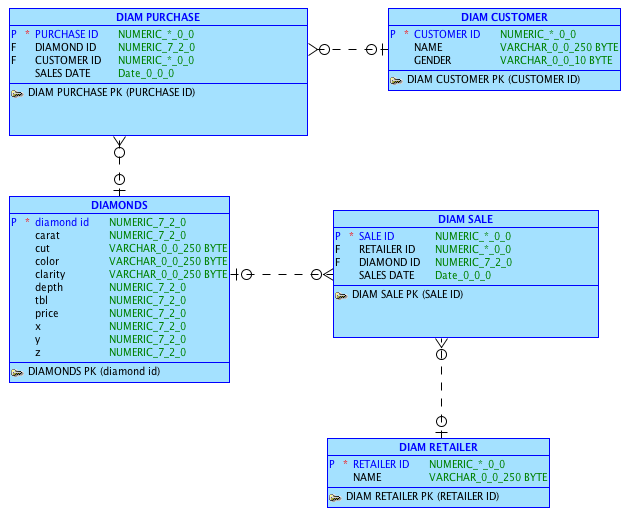 DIAM PURCHASE
P * PURCHASE ID NUMERIC_*_0_0
F DIAMOND ID NUMERIC_7_2_0
F CUSTOMER ID NUMERIC_*_0_0
SALES DATE Date_0_0_0
DIAM PURCHASE PK (PURCHASE ID)
DIAM CUSTOMER
P * CUSTOMER ID NUMERIC_*_0_0
NAME VARCHAR_0_0_250 BYTE
GENDER VARCHAR_0_0_10 BYTE
DIAM CUSTOMER PK (CUSTOMER ID)
DIAMONDS
P * diamond id NUMERIC_7_2_0
carat NUMERIC_7_2_0
cut VARCHAR_0_0_250 BYTE
color VARCHAR_0_0_250 BYTE
clarity VARCHAR_0_0_250 BYTE
depth NUMERIC_7_2_0
tbl NUMERIC_7_2_0
price NUMERIC_7_2_0
x NUMERIC_7_2_0
y NUMERIC_7_2_0
z NUMERIC_7_2_0
DIAMONDS PK (diamond id)
DIAM SALE
P * SALE ID NUMERIC_*_0_0
F RETAILER ID NUMERIC_*_0_0
F DIAMOND ID NUMERIC_7_2_0
SALES DATE Date_0_0_0
DIAM SALE PK (SALE ID)
DIAM RETAILER
P * RETAILER ID NUMERIC_*_0_0
NAME VARCHAR_0_0_250 BYTE
DIAM RETAILER PK (RETAILER ID)